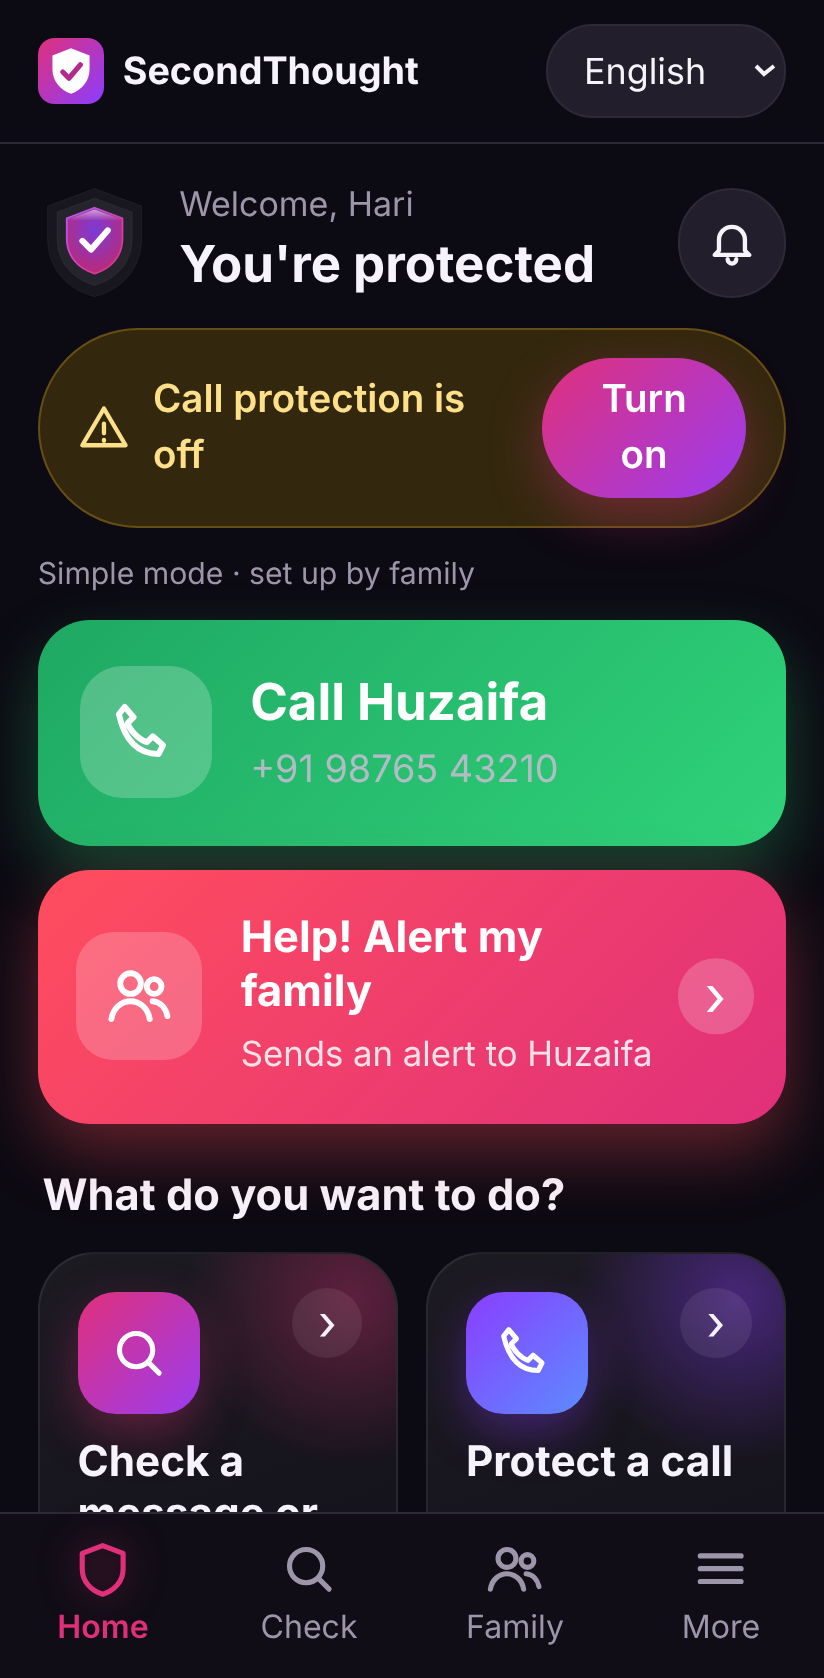 SecondThought
English
Welcome, Hari
You're protected
Call protection is
off
Turn
on
Simple mode · set up by family
Call Huzaifa
+91 98765 43210
Help! Alert my
family
Sends an alert to Huzaifa
What do you want to do?
Check a
message or
Protect a call
Home
Check
Family
More